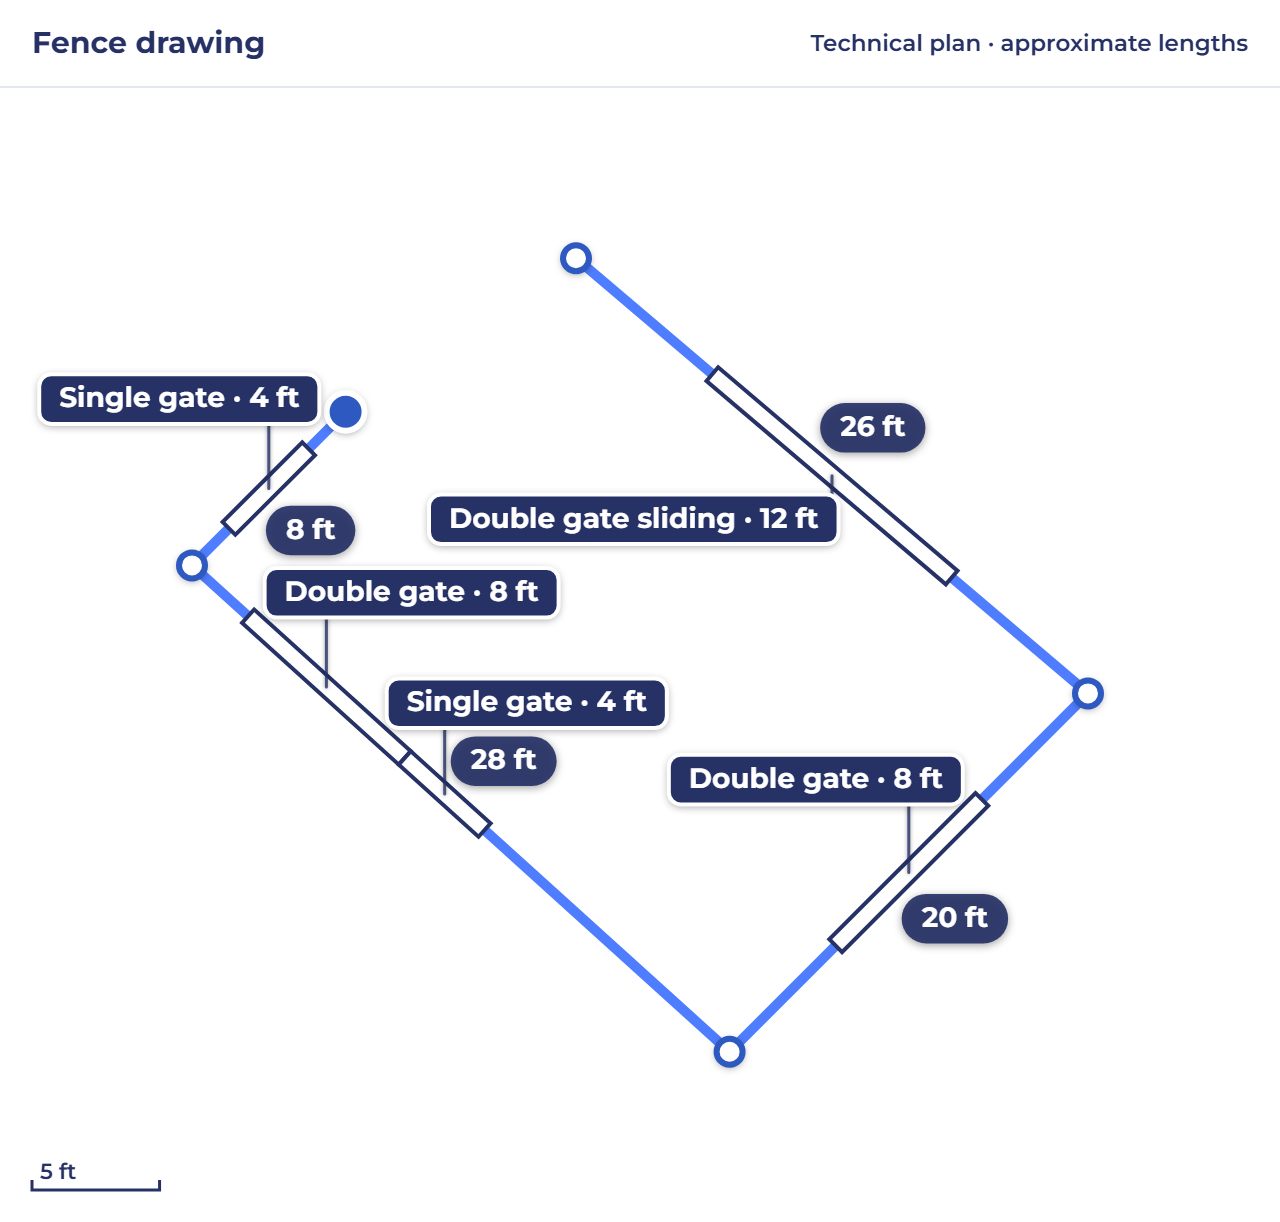 Fence drawing
Technical plan · approximate lengths
Single gate · 4 ft
26 ft
Double gate sliding · 12 ft
8 ft
Double gate · 8 ft
Single gate · 4 ft
28 ft
Double gate · 8 ft
20 ft
5 ft